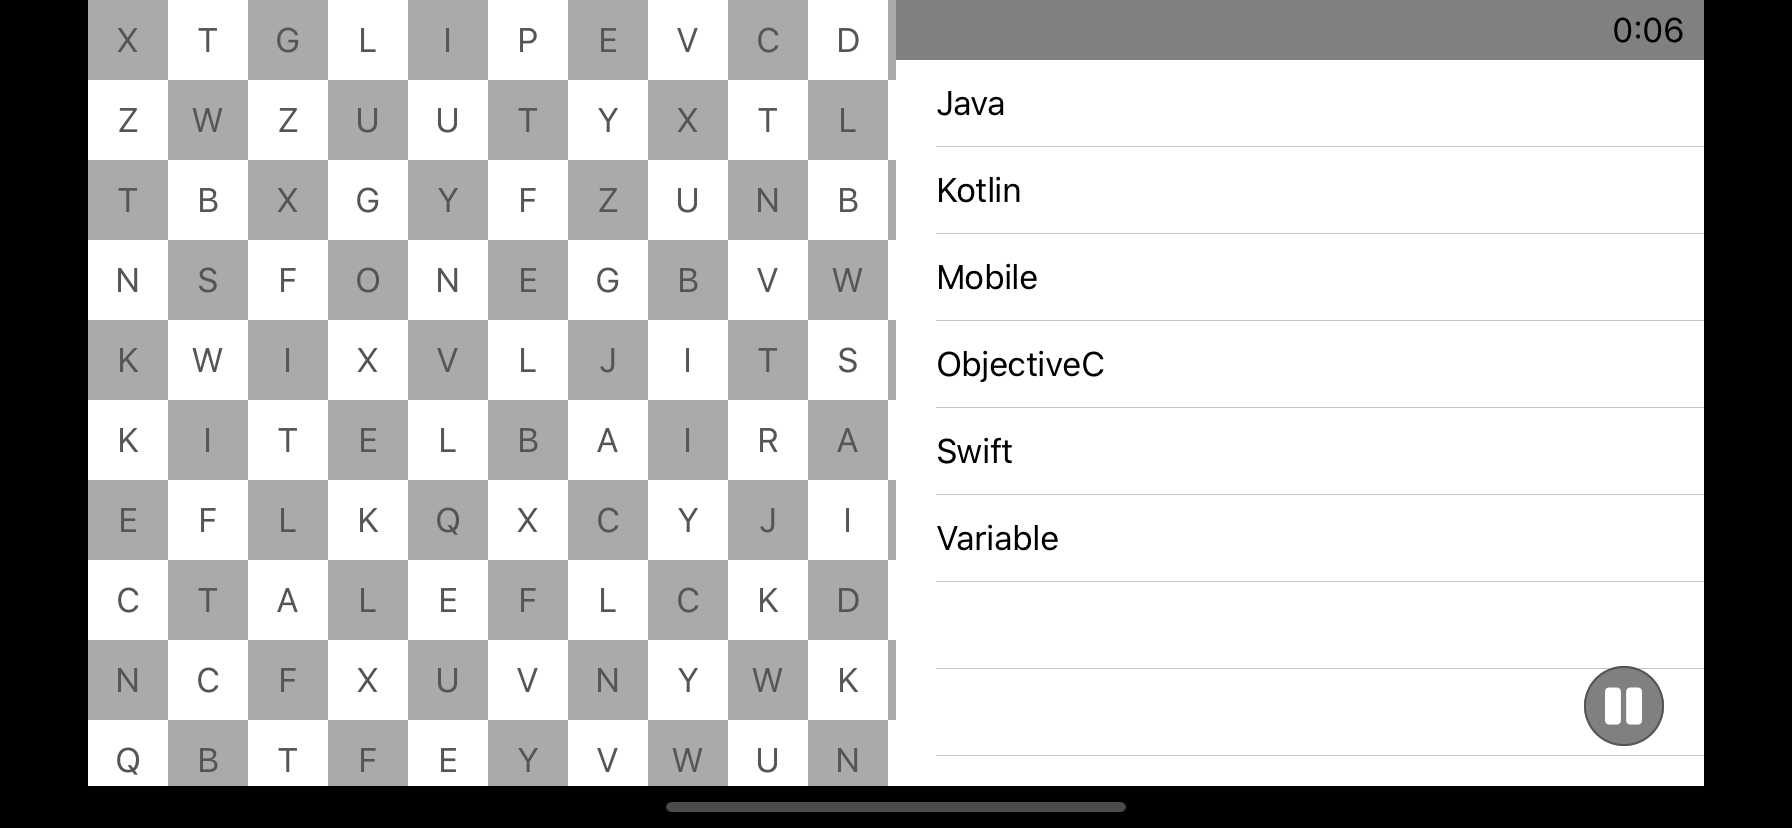 X T G L I P E V C D
0:06
Z W Z U U T Y X T L
T B X G Y F Z U N B
N S F O N E G B V W
K W I X V L J I T S
K I T E L B A I R A
E F L K Q X C Y J I
C T A L E F L C K D
N C F X U V N Y W K
Q B T F E Y V W U N
Java
Kotlin
Mobile
ObjectiveC
Swift
Variable